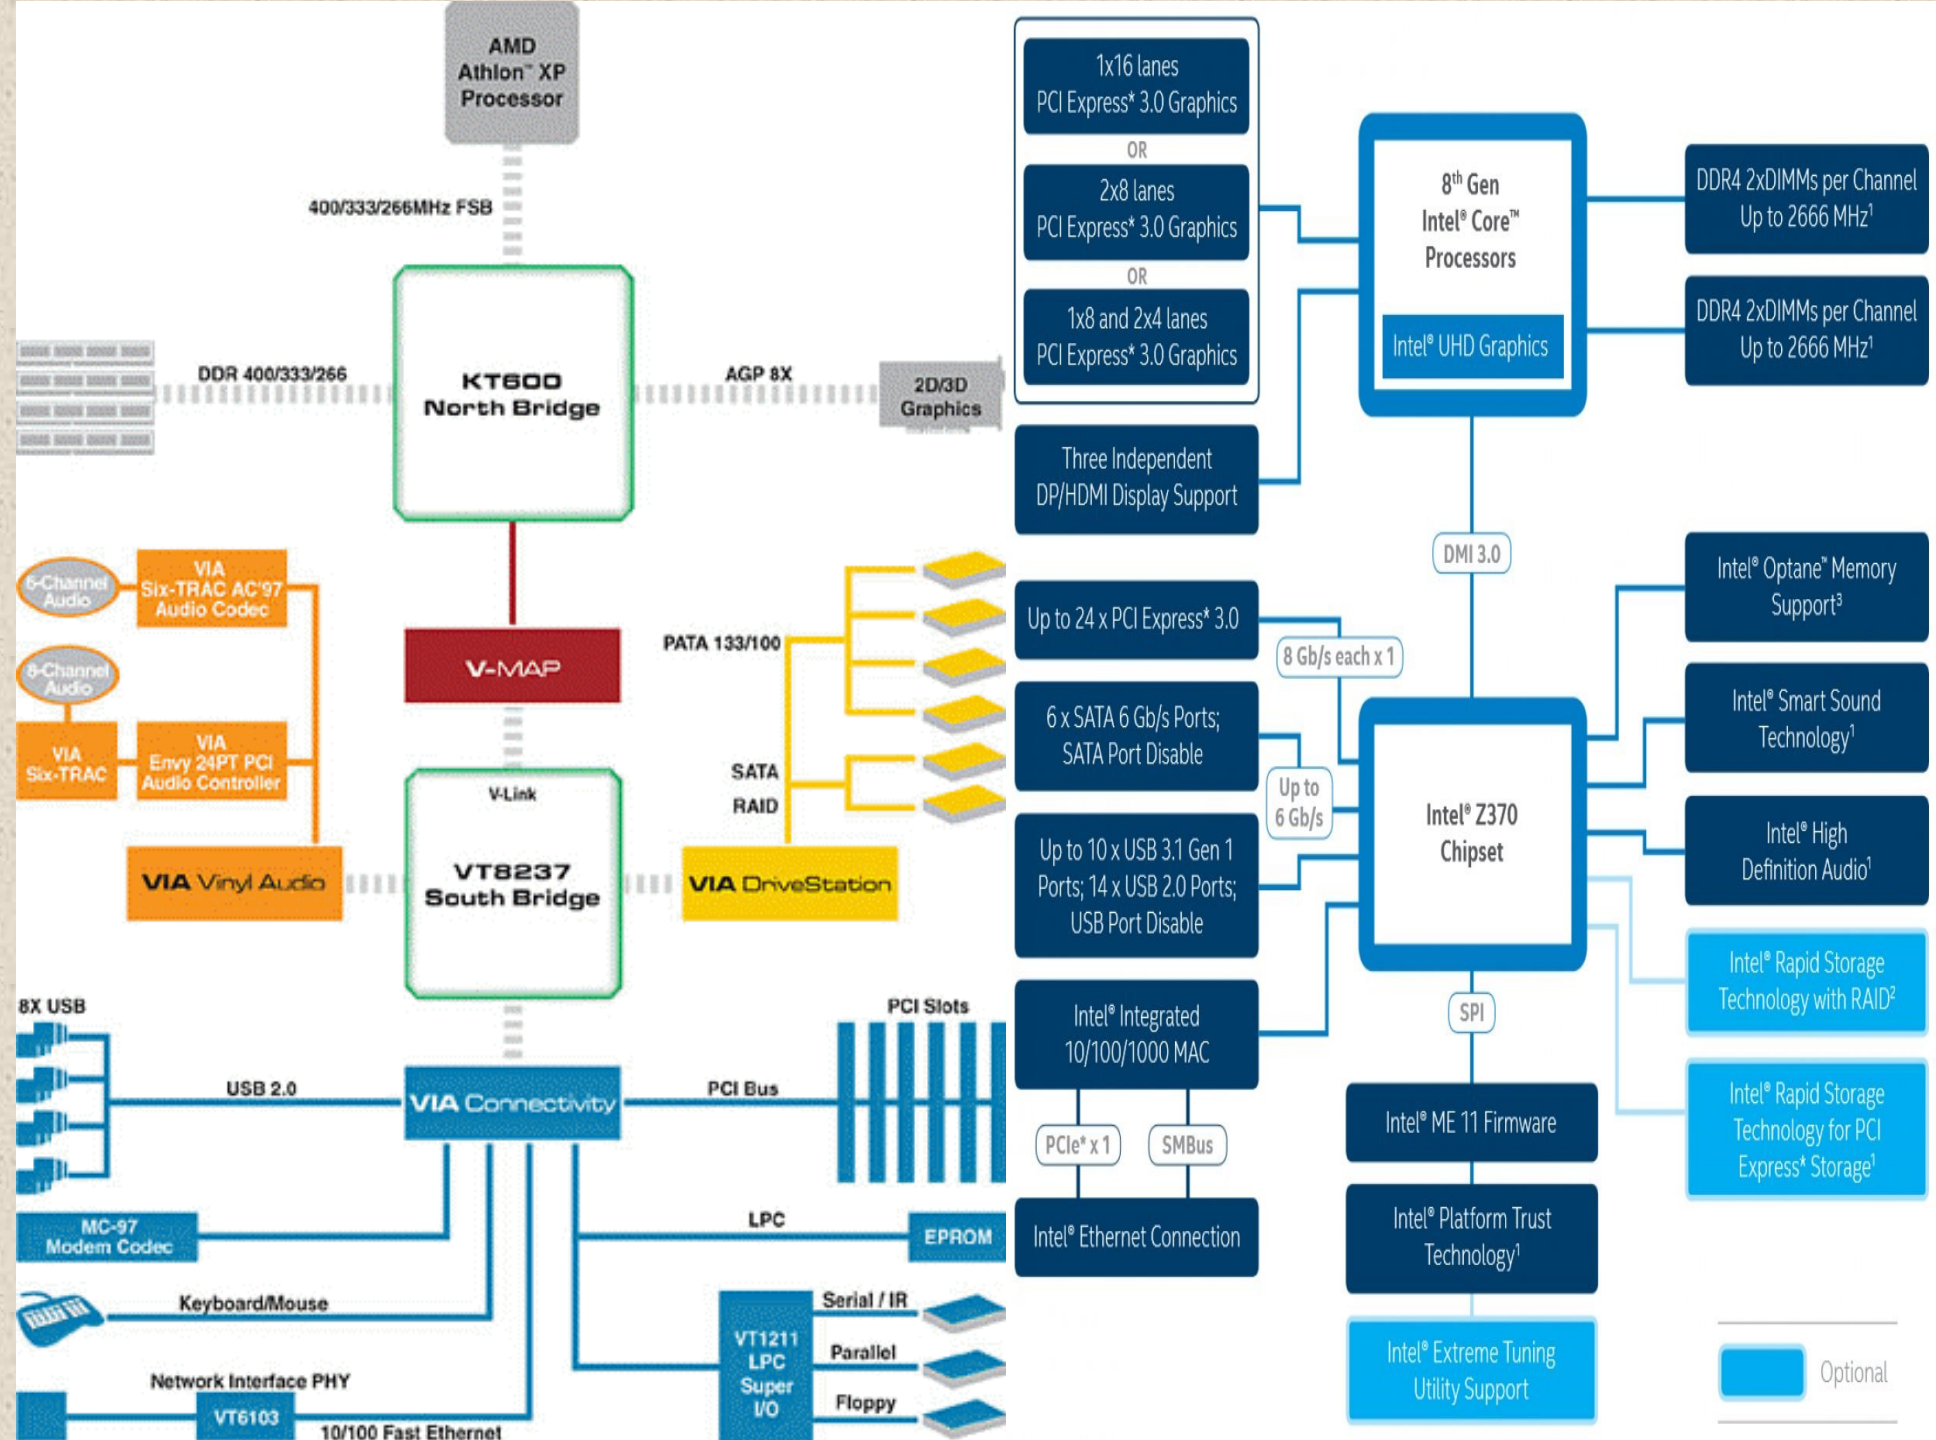 AMD
Athlon™ XP
Processor
400/333/266MHz FSB
KT600
North Bridge
DDR 400/333/266
AGP 8X
2D/3D
Graphics
6-Channel
Audio
VIA
Six-TRAC AC'97
Audio Codec
8-Channel
Audio
VIA
Six-TRAC
VIA
Envy 24PT PCI
Audio Controller
VIA Vinyl Audio
V-MAP
V-Link
VT8237
South Bridge
PATA 133/100
SATA
RAID
VIA DriveStation
8X USB
USB 2.0
VIA Connectivity
PCI Slots
PCI Bus
MC-97
Modem Codec
LPC
EPROM
Keyboard/Mouse
Network Interface PHY
VT6103
10/100 Fast Ethernet
VT1211
LPC
Super
I/O
Serial / IR
Parallel
Floppy
1x16 lanes
PCI Express* 3.0 Graphics
OR
2x8 lanes
PCI Express* 3.0 Graphics
OR
1x8 and 2x4 lanes
PCI Express* 3.0 Graphics
Three Independent
DP/HDMI Display Support
8th Gen
Intel® Core™
Processors
Intel® UHD Graphics
DDR4 2xDIMMs per Channel
Up to 2666 MHz¹
DDR4 2xDIMMs per Channel
Up to 2666 MHz¹
DMI 3.0
Up to 24 x PCI Express* 3.0
8 Gb/s each x 1
6 x SATA 6 Gb/s Ports;
SATA Port Disable
Up to
6 Gb/s
Up to 10 x USB 3.1 Gen 1
Ports; 14 x USB 2.0 Ports;
USB Port Disable
Intel® Integrated
10/100/1000 MAC
PCIe* x 1
SMBus
Intel® Ethernet Connection
Intel® Z370
Chipset
SPI
Intel® ME 11 Firmware
Intel® Platform Trust
Technology¹
Intel® Extreme Tuning
Utility Support
Intel® Optane™ Memory
Support³
Intel® Smart Sound
Technology¹
Intel® High
Definition Audio¹
Intel® Rapid Storage
Technology with RAID²
Intel® Rapid Storage
Technology for PCI
Express* Storage¹
Optional